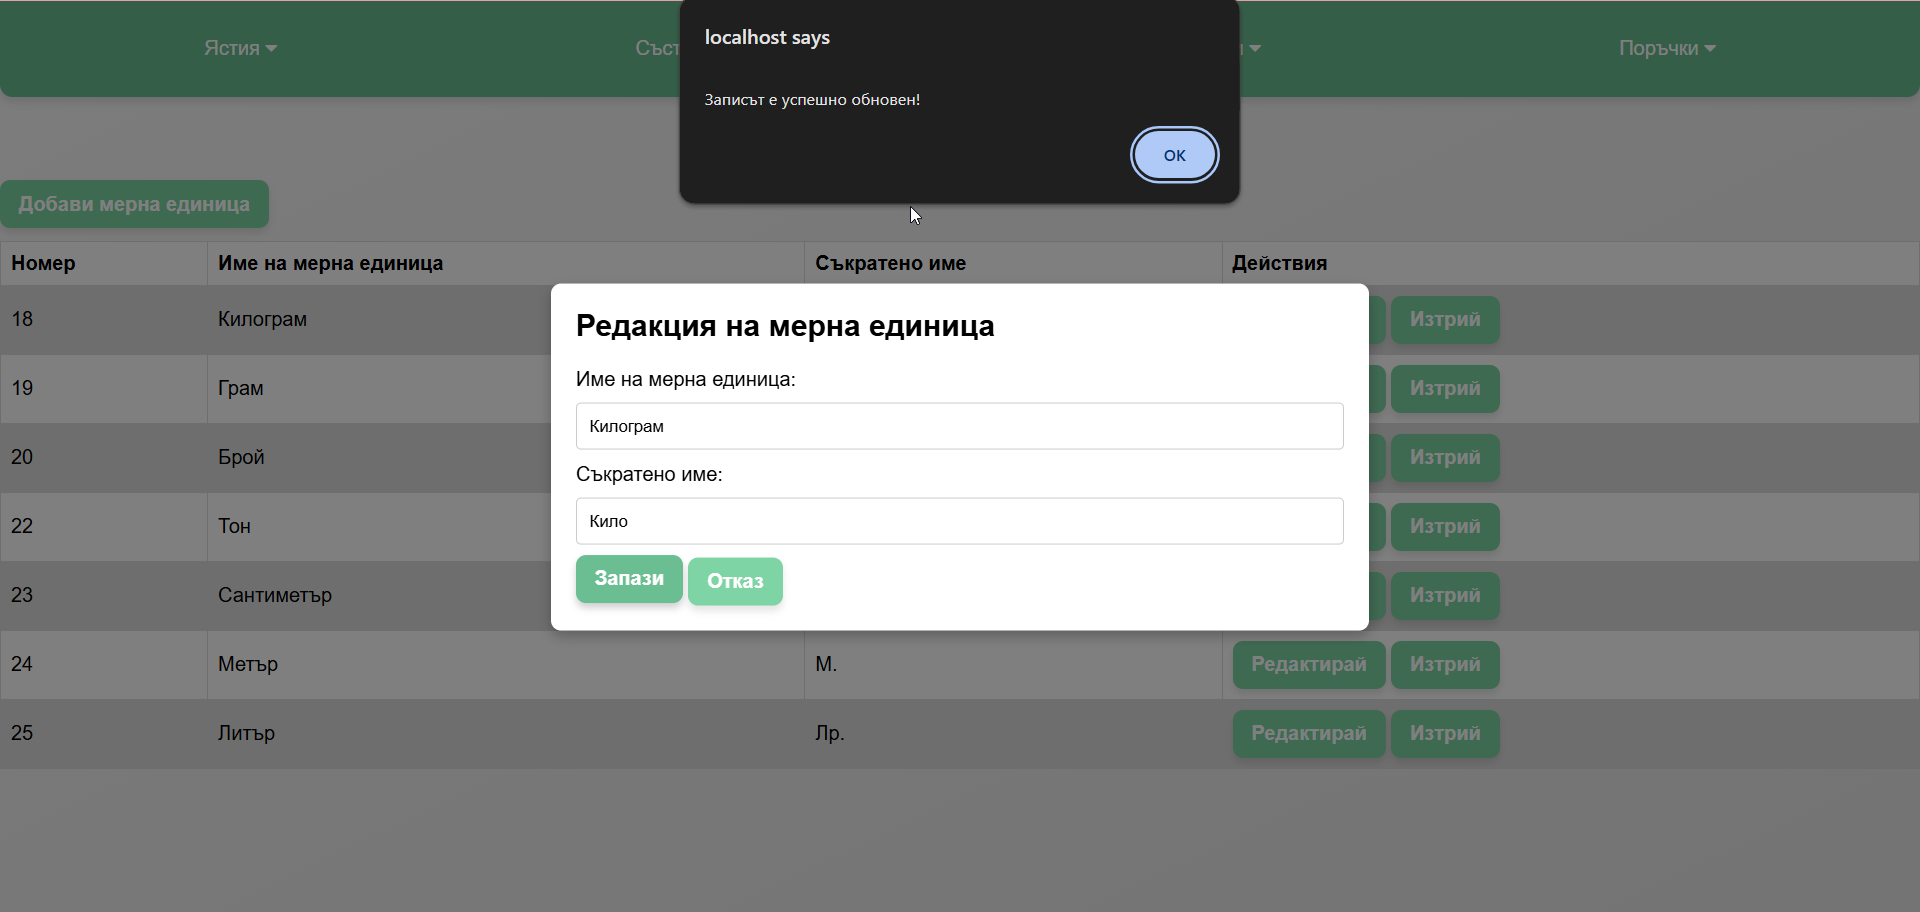 localhost says
Записът е успешно обновен!
OK
Ястия
Поръчки
Добави мерна единица
Номер Име на мерна единица Съкратено име Действия
18 Килограм Изтрий
19 Грам Изтрий
20 Брой Изтрий
22 Тон Изтрий
23 Сантиметър Изтрий
24 Метър М. Редактирай Изтрий
25 Литър Лр. Редактирай Изтрий
Редакция на мерна единица
Име на мерна единица:
Килограм
Съкратено име:
Кило
Запази Отказ